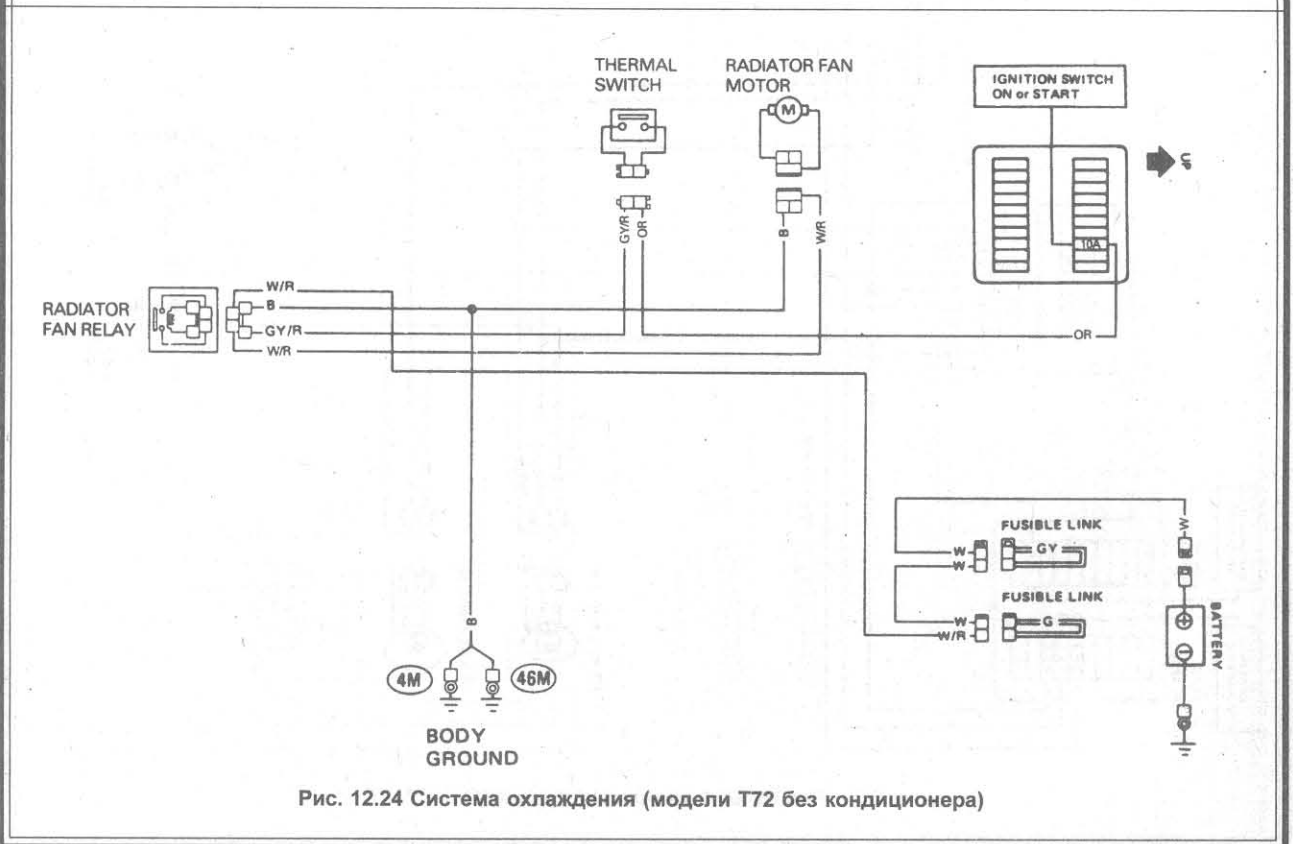 THERMAL
SWITCH
RADIATOR FAN
MOTOR
M
IGNITION SWITCH
ON or START
UP
10A
GY/R
OR
B
W/R
RADIATOR
FAN RELAY
W/R
B
GY/R
W/R
OR
W
FUSIBLE LINK
W
GY
W
FUSIBLE LINK
W
G
W/R
BATTERY
B
4M
46M
BODY
GROUND
Рис. 12.24 Система охлаждения (модели T72 без кондиционера)